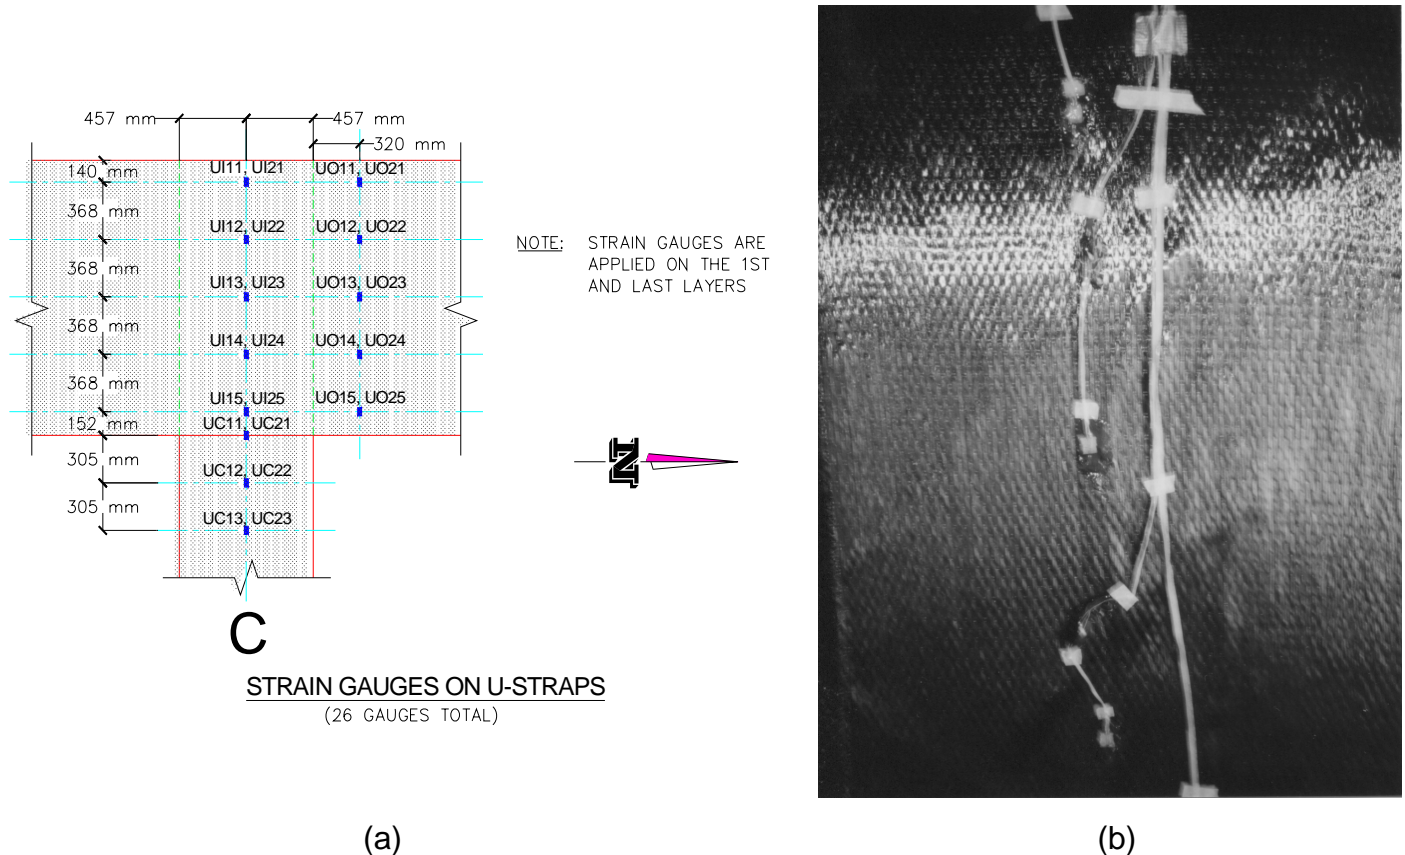 457 mm
457 mm
320 mm
140 mm
UI11, UI21
UO11, UO21
368 mm
UI12, UI22
UO12, UO22
368 mm
UI13, UI23
UO13, UO23
368 mm
UI14, UI24
UO14, UO24
368 mm
UI15, UI25
UO15, UO25
152 mm
UC11, UC21
305 mm
UC12, UC22
305 mm
UC13, UC23
NOTE: STRAIN GAUGES ARE
APPLIED ON THE 1ST
AND LAST LAYERS
N
C
STRAIN GAUGES ON U-STRAPS
(26 GAUGES TOTAL)
(a)
(b)